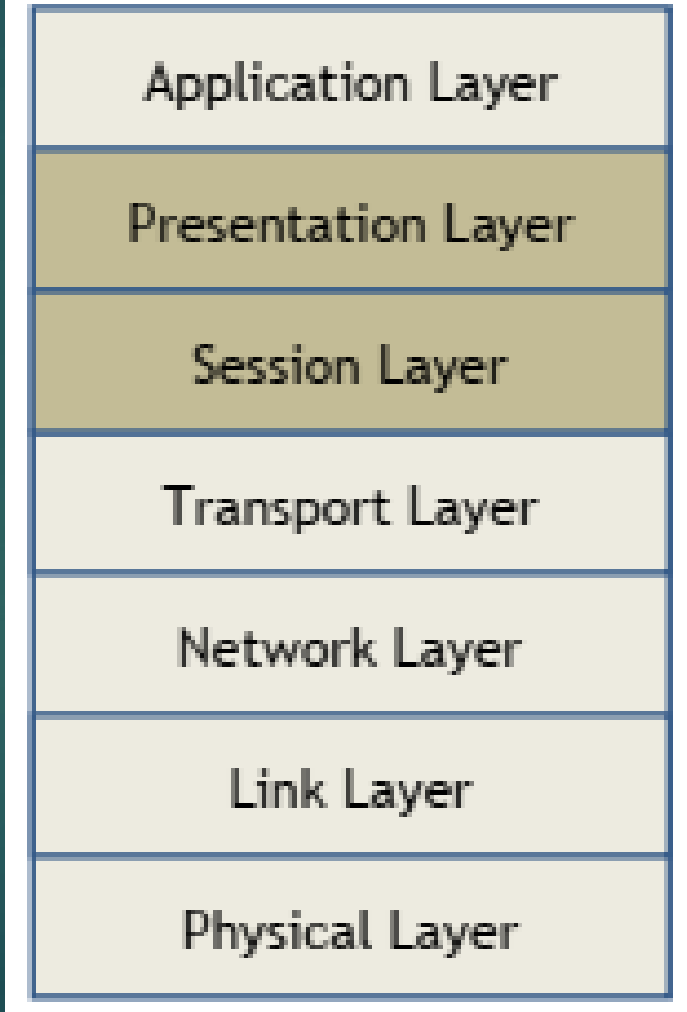 Application Layer
Presentation Layer
Session Layer
Transport Layer
Network Layer
Link Layer
Physical Layer